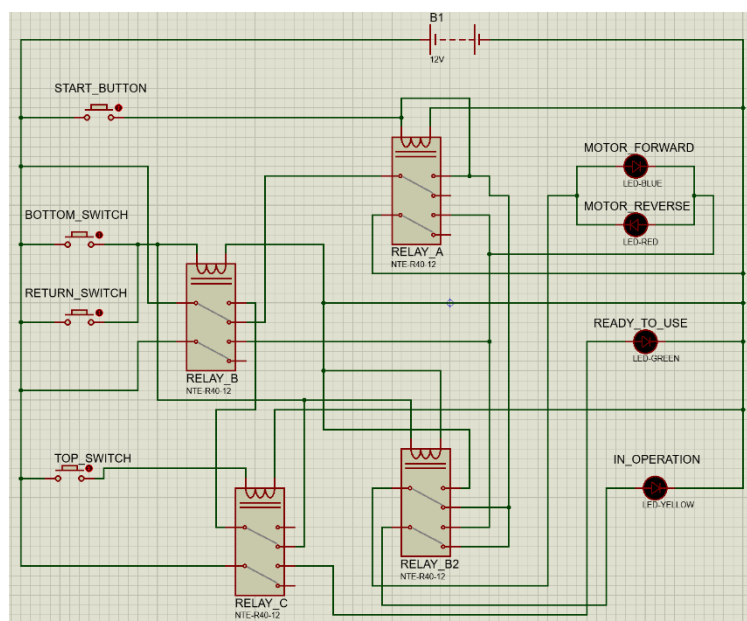 B1
12V
START_BUTTON
MOTOR_FORWARD
LED-BLUE
MOTOR_REVERSE
LED-RED
BOTTOM_SWITCH
RELAY_A
NTE-R40-12
RETURN_SWITCH
READY_TO_USE
LED-GREEN
RELAY_B
NTE-R40-12
TOP_SWITCH
IN_OPERATION
LED-YELLOW
RELAY_B2
NTE-R40-12
RELAY_C
NTE-R40-12